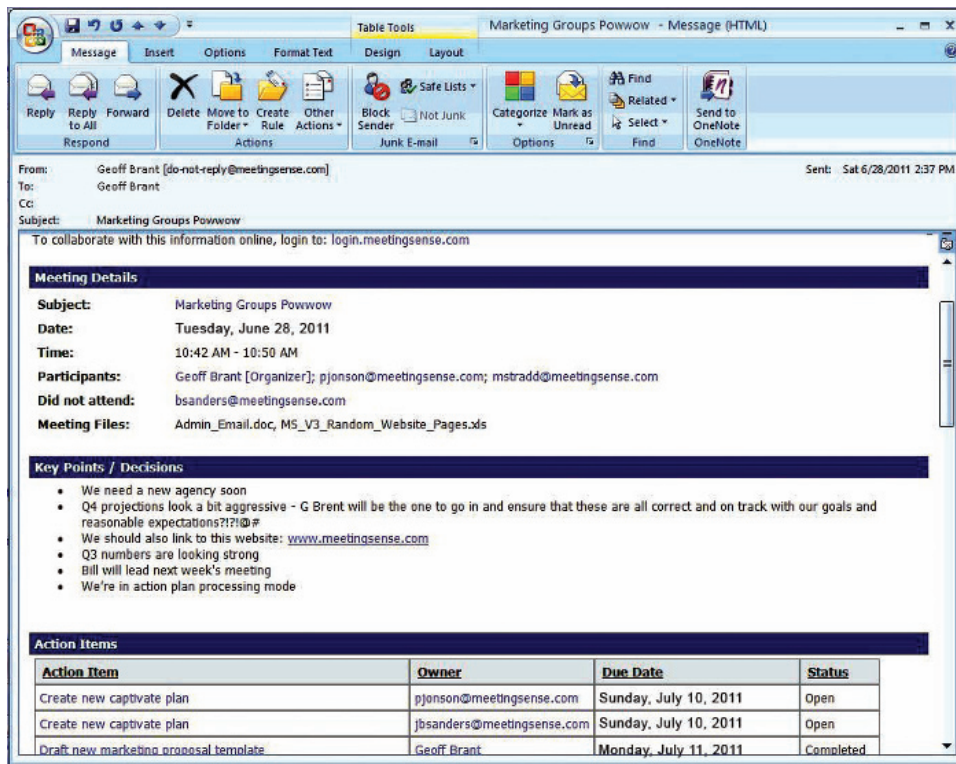 Table Tools
Marketing Groups Powwow - Message (HTML)
Message Insert Options Format Text Design Layout
Reply Reply to All Forward
Respond
Delete Move to Folder Create Rule Other Actions
Actions
Block Sender Safe Lists Not Junk
Junk E-mail
Categorize Mark as Unread
Options
Find
Related
Select
Find
Send to OneNote
OneNote
From: Geoff Brant [do-not-reply@meetingsense.com] Sent: Sat 6/28/2011 2:37 PM
To: Geoff Brant
Cc:
Subject: Marketing Groups Powwow
To collaborate with this information online, login to: login.meetingsense.com
Meeting Details
Subject: Marketing Groups Powwow
Date: Tuesday, June 28, 2011
Time: 10:42 AM - 10:50 AM
Participants: Geoff Brant [Organizer]; pjonson@meetingsense.com; mstradd@meetingsense.com
Did not attend: bsanders@meetingsense.com
Meeting Files: Admin_Email.doc, MS_V3_Random_Website_Pages.xls
Key Points / Decisions
• We need a new agency soon
• Q4 projections look a bit aggressive - G Brent will be the one to go in and ensure that these are all correct and on track with our goals and
reasonable expectations?!?!@#
• We should also link to this website: www.meetingsense.com
• Q3 numbers are looking strong
• Bill will lead next week's meeting
• We're in action plan processing mode
Action Items
Action Item Owner Due Date Status
Create new captivate plan pjonson@meetingsense.com Sunday, July 10, 2011 Open
Create new captivate plan jbsanders@meetingsense.com Sunday, July 10, 2011 Open
Draft new marketing proposal template Geoff Brant Monday, July 11, 2011 Completed